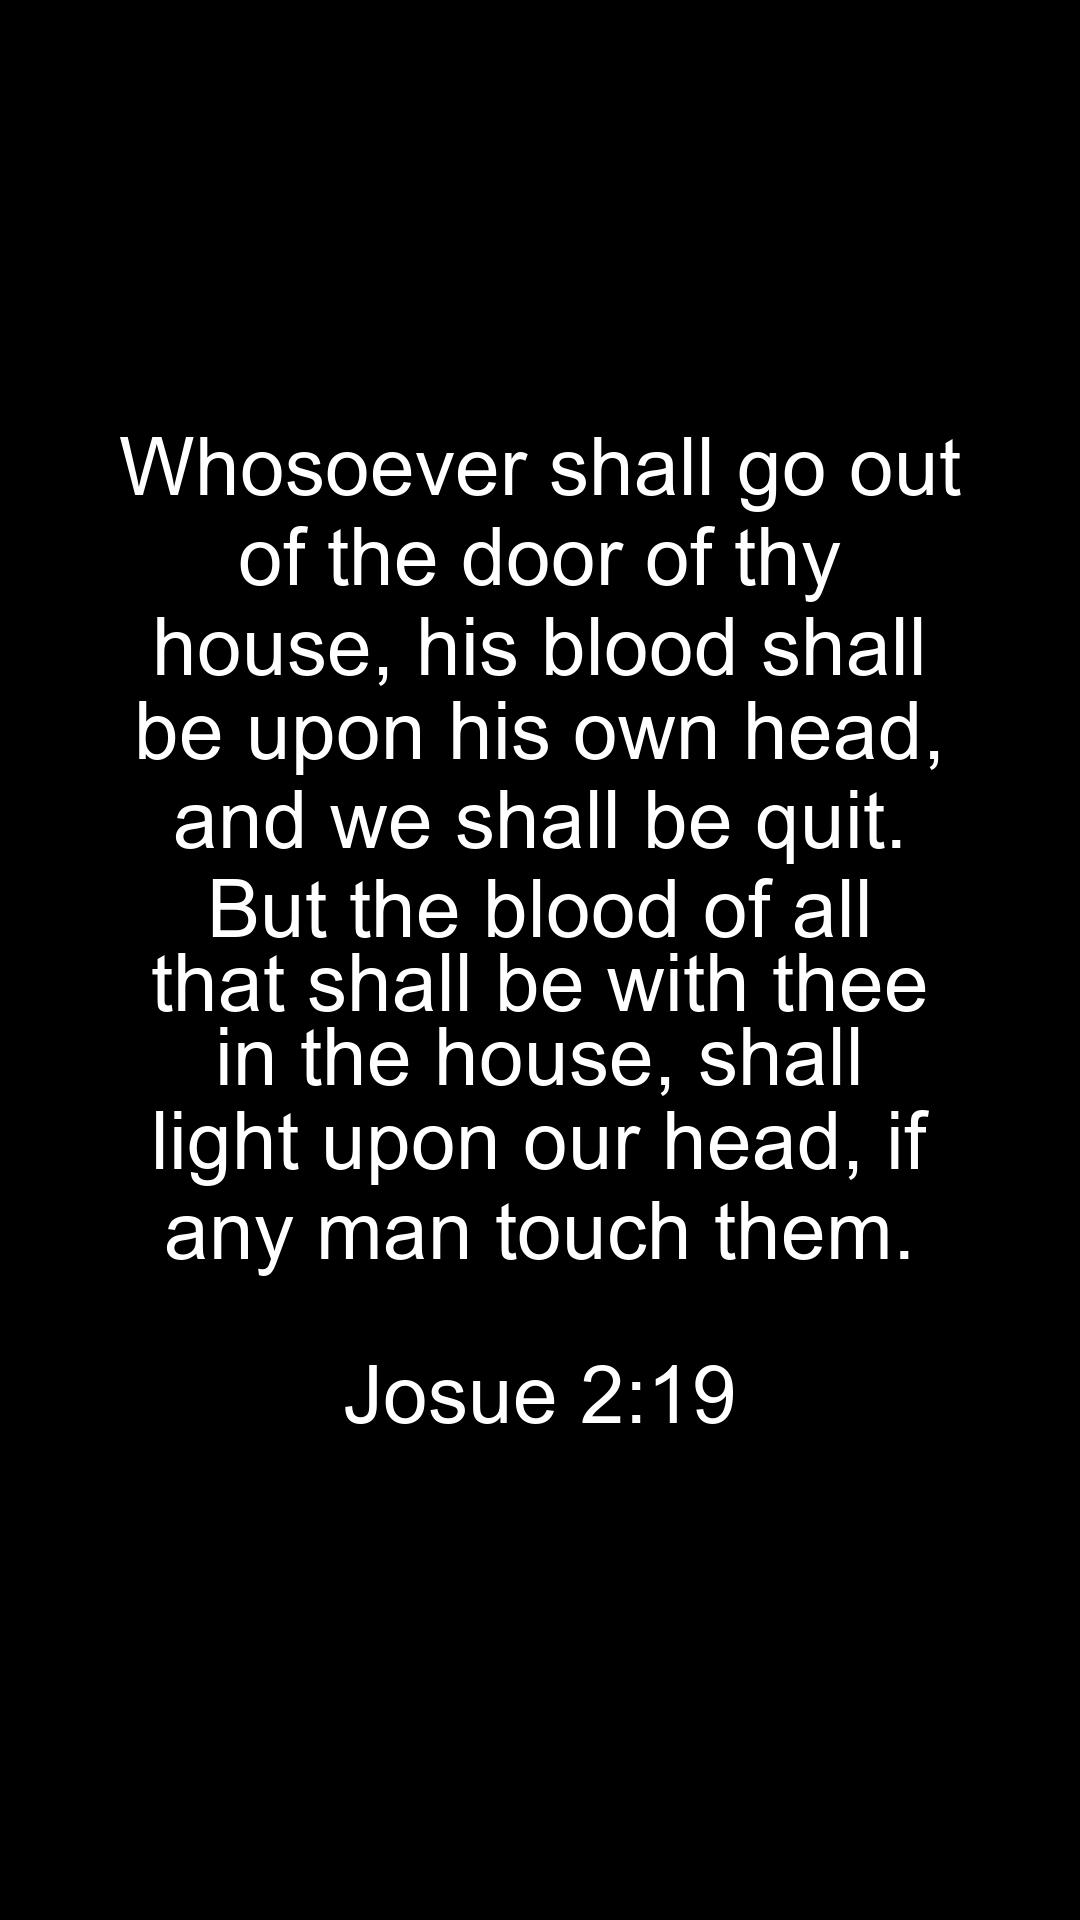 Whosoever shall go out
of the door of thy
house, his blood shall
be upon his own head,
and we shall be quit.
But the blood of all
that shall be with thee
in the house, shall
light upon our head, if
any man touch them.
Josue 2:19